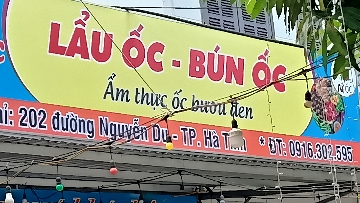 LẨU ỐC - BÚN ỐC
Ẩm thực ốc bươu đen
ỉ: 202 đường Nguyễn Du - TP. Hà Tĩnh * ĐT: 0916.302.595